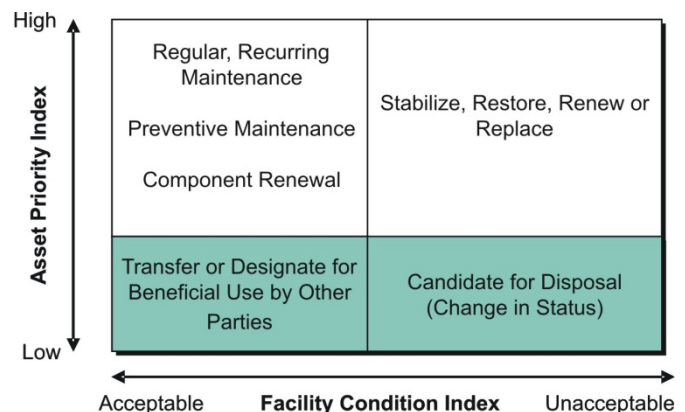 High
Regular, Recurring
Maintenance
Preventive Maintenance
Component Renewal
Stabilize, Restore, Renew or
Replace
Asset Priority Index
Transfer or Designate for
Beneficial Use by Other
Parties
Candidate for Disposal
(Change in Status)
Low
Acceptable Facility Condition Index Unacceptable